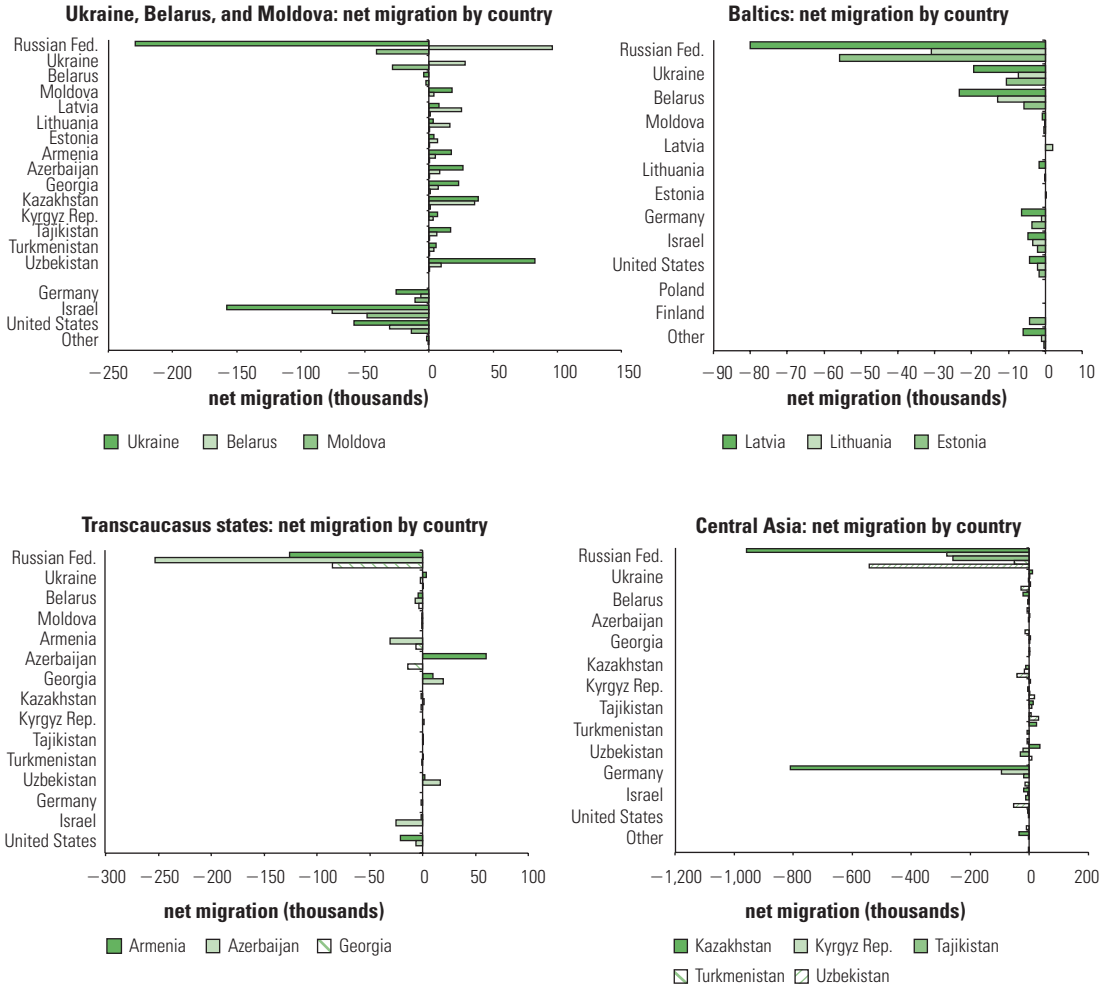 Ukraine, Belarus, and Moldova: net migration by country
Russian Fed.
Ukraine
Belarus
Moldova
Latvia
Lithuania
Estonia
Armenia
Azerbaijan
Georgia
Kazakhstan
Kyrgyz Rep.
Tajikistan
Turkmenistan
Uzbekistan
Germany
Israel
United States
Other
−250 −200 −150 −100 −50 0 50 100 150
net migration (thousands)
Ukraine Belarus Moldova
Baltics: net migration by country
Russian Fed.
Ukraine
Belarus
Moldova
Latvia
Lithuania
Estonia
Germany
Israel
United States
Poland
Finland
Other
−90 −80 −70 −60 −50 −40 −30 −20 −10 0 10
net migration (thousands)
Latvia Lithuania Estonia
Transcaucasus states: net migration by country
Russian Fed.
Ukraine
Belarus
Moldova
Armenia
Azerbaijan
Georgia
Kazakhstan
Kyrgyz Rep.
Tajikistan
Turkmenistan
Uzbekistan
Germany
Israel
United States
−300 −250 −200 −150 −100 −50 0 50 100
net migration (thousands)
Armenia Azerbaijan Georgia
Central Asia: net migration by country
Russian Fed.
Ukraine
Belarus
Azerbaijan
Georgia
Kazakhstan
Kyrgyz Rep.
Tajikistan
Turkmenistan
Uzbekistan
Germany
Israel
United States
Other
−1,200 −1,000 −800 −600 −400 −200 0 200
net migration (thousands)
Kazakhstan Kyrgyz Rep. Tajikistan
Turkmenistan Uzbekistan